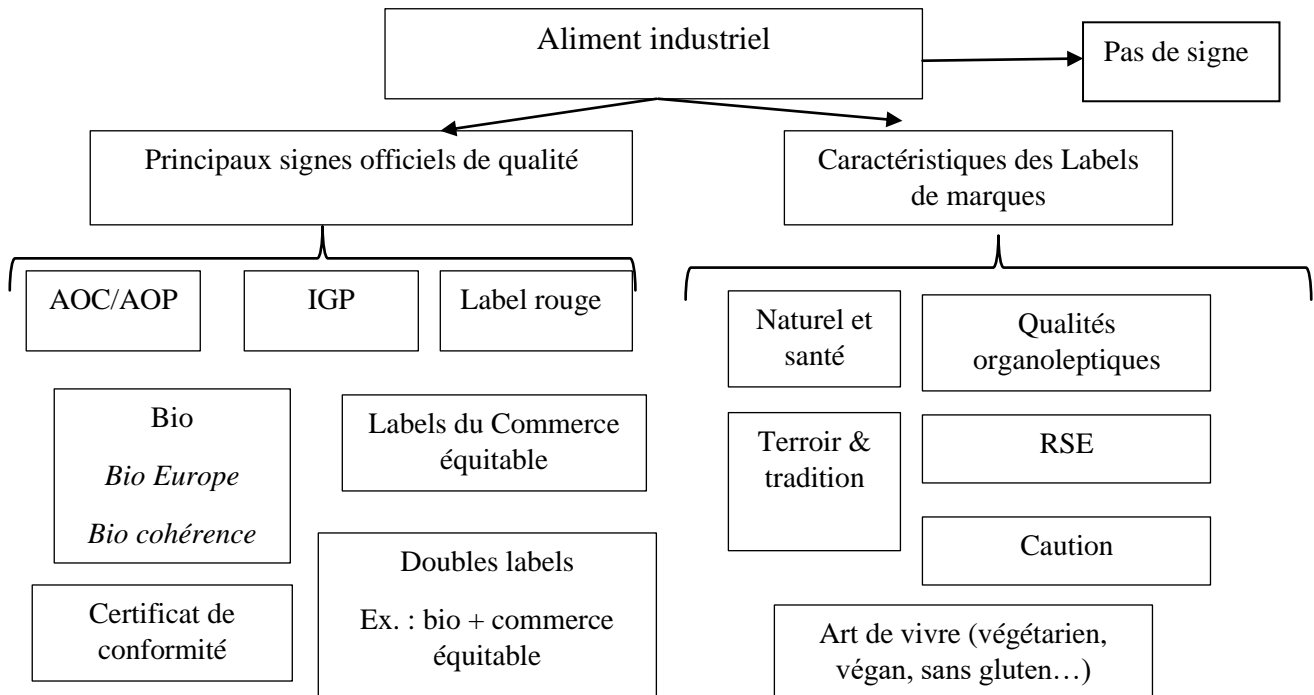 Aliment industriel
Pas de signe
Principaux signes officiels de qualité
Caractéristiques des Labels
de marques
AOC/AOP
IGP
Label rouge
Bio
Bio Europe
Bio cohérence
Labels du Commerce
équitable
Certificat de
conformité
Doubles labels
Ex. : bio + commerce
équitable
Naturel et
santé
Qualités
organoleptiques
Terroir &
tradition
RSE
Caution
Art de vivre (végétarien,
végan, sans gluten…)